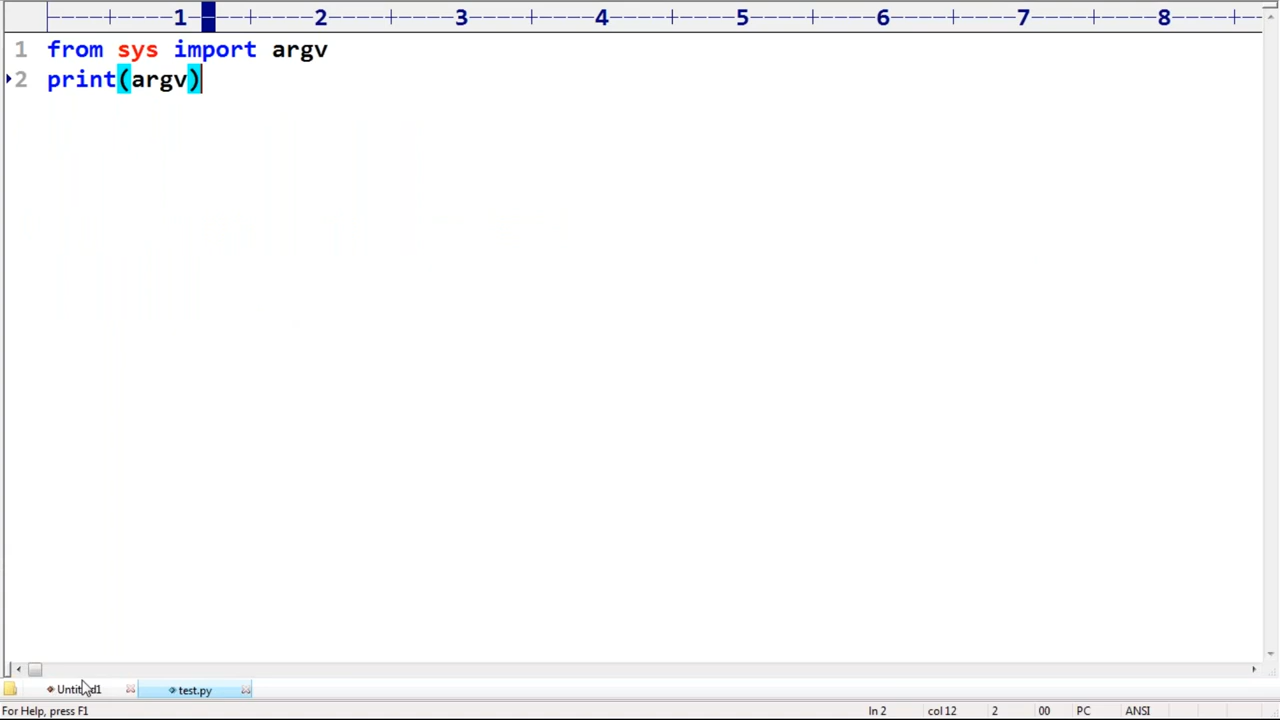 1 2 3 4 5 6 7 8
1 from sys import argv
2 print(argv)
Untitled1 test.py
For Help, press F1 ln 2 col 12 2 00 PC ANSI